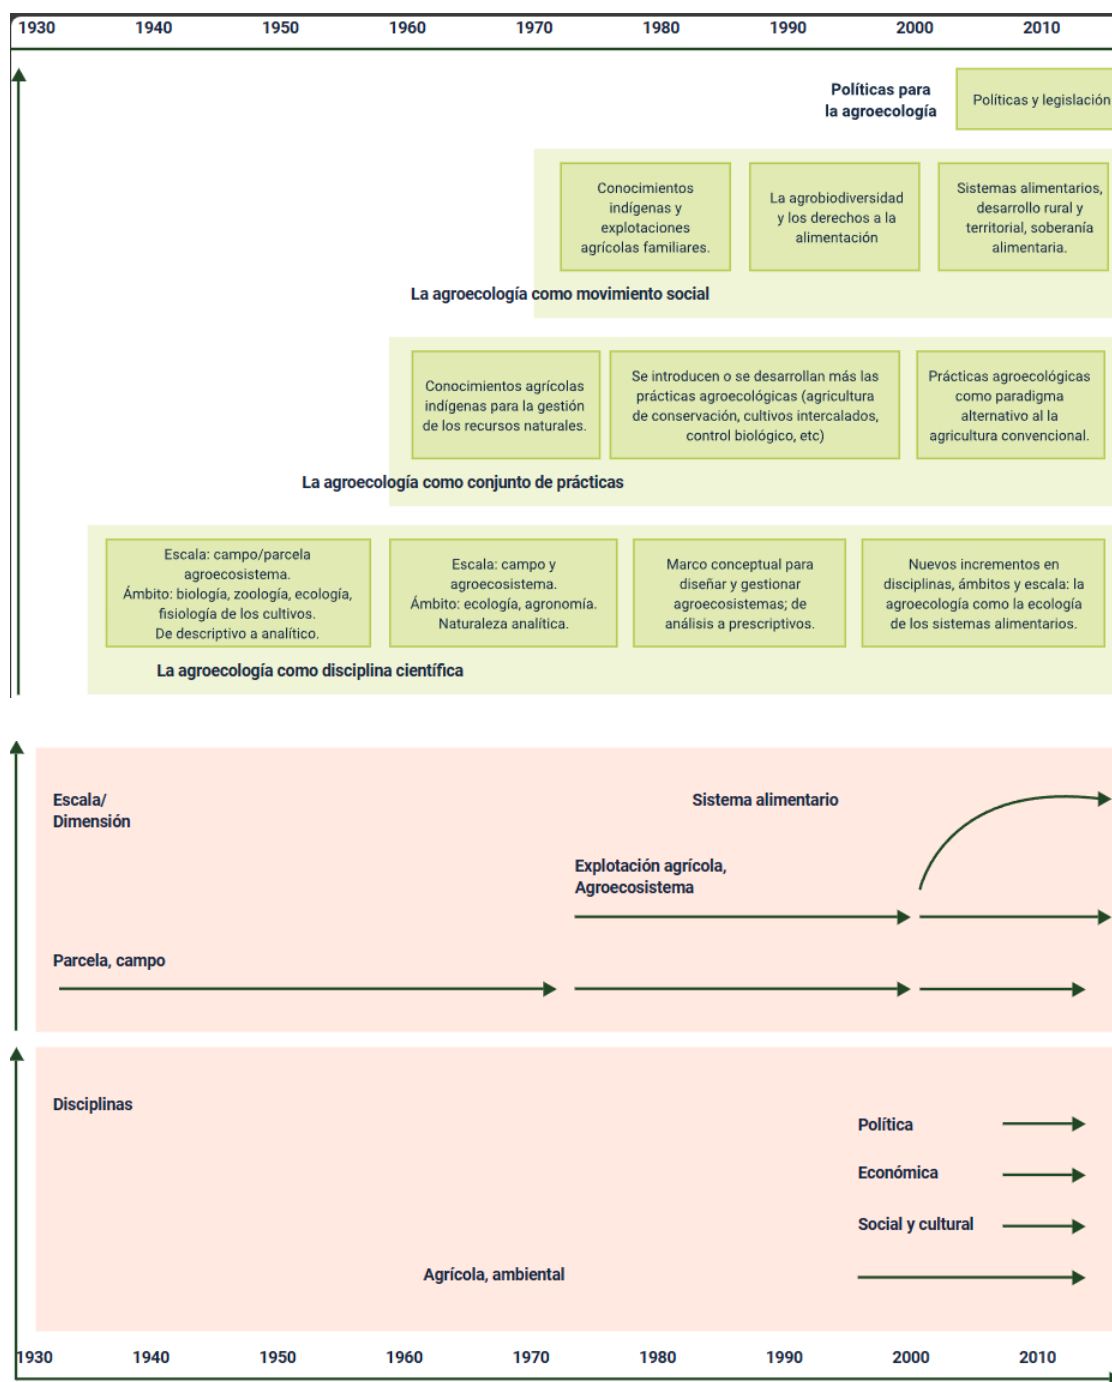 1930 1940 1950 1960 1970 1980 1990 2000 2010
Políticas para
la agroecología
Políticas y legislación
Conocimientos
indígenas y
explotaciones
agrícolas familiares.
La agrobiodiversidad
y los derechos a la
alimentación
Sistemas alimentarios,
desarrollo rural y
territorial, soberanía
alimentaria.
La agroecología como movimiento social
Conocimientos agrícolas
indígenas para la gestión
de los recursos naturales.
Se introducen o se desarrollan más las
prácticas agroecológicas (agricultura
de conservación, cultivos intercalados,
control biológico, etc)
Prácticas agroecológicas
como paradigma
alternativo al la
agricultura convencional.
La agroecología como conjunto de prácticas
Escala: campo/parcela
agroecosistema.
Ámbito: biología, zoología, ecología,
fisiología de los cultivos.
De descriptivo a analítico.
Escala: campo y
agroecosistema.
Ámbito: ecología, agronomía.
Naturaleza analítica.
Marco conceptual para
diseñar y gestionar
agroecosistemas; de
análisis a prescriptivos.
Nuevos incrementos en
disciplinas, ámbitos y escala: la
agroecología como la ecología
de los sistemas alimentarios.
La agroecología como disciplina científica
Escala/
Dimensión
Sistema alimentario
Explotación agrícola,
Agroecosistema
Parcela, campo
Disciplinas
Política
Económica
Social y cultural
Agrícola, ambiental
1930 1940 1950 1960 1970 1980 1990 2000 2010